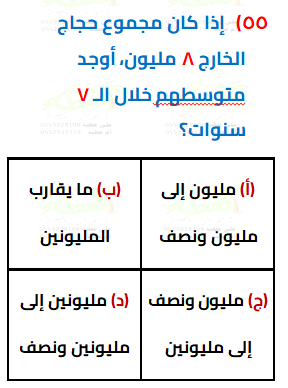 ٥٥) إذا كان مجموع حجاج
الخارج ٨ مليون، أوجد
متوسطهم خلال الـ ٧
سنوات؟
(أ) مليون إلى
مليون ونصف
(ب) ما يقارب
المليونين
(ج) مليون ونصف
إلى مليونين
(د) مليونين إلى
مليونين ونصف